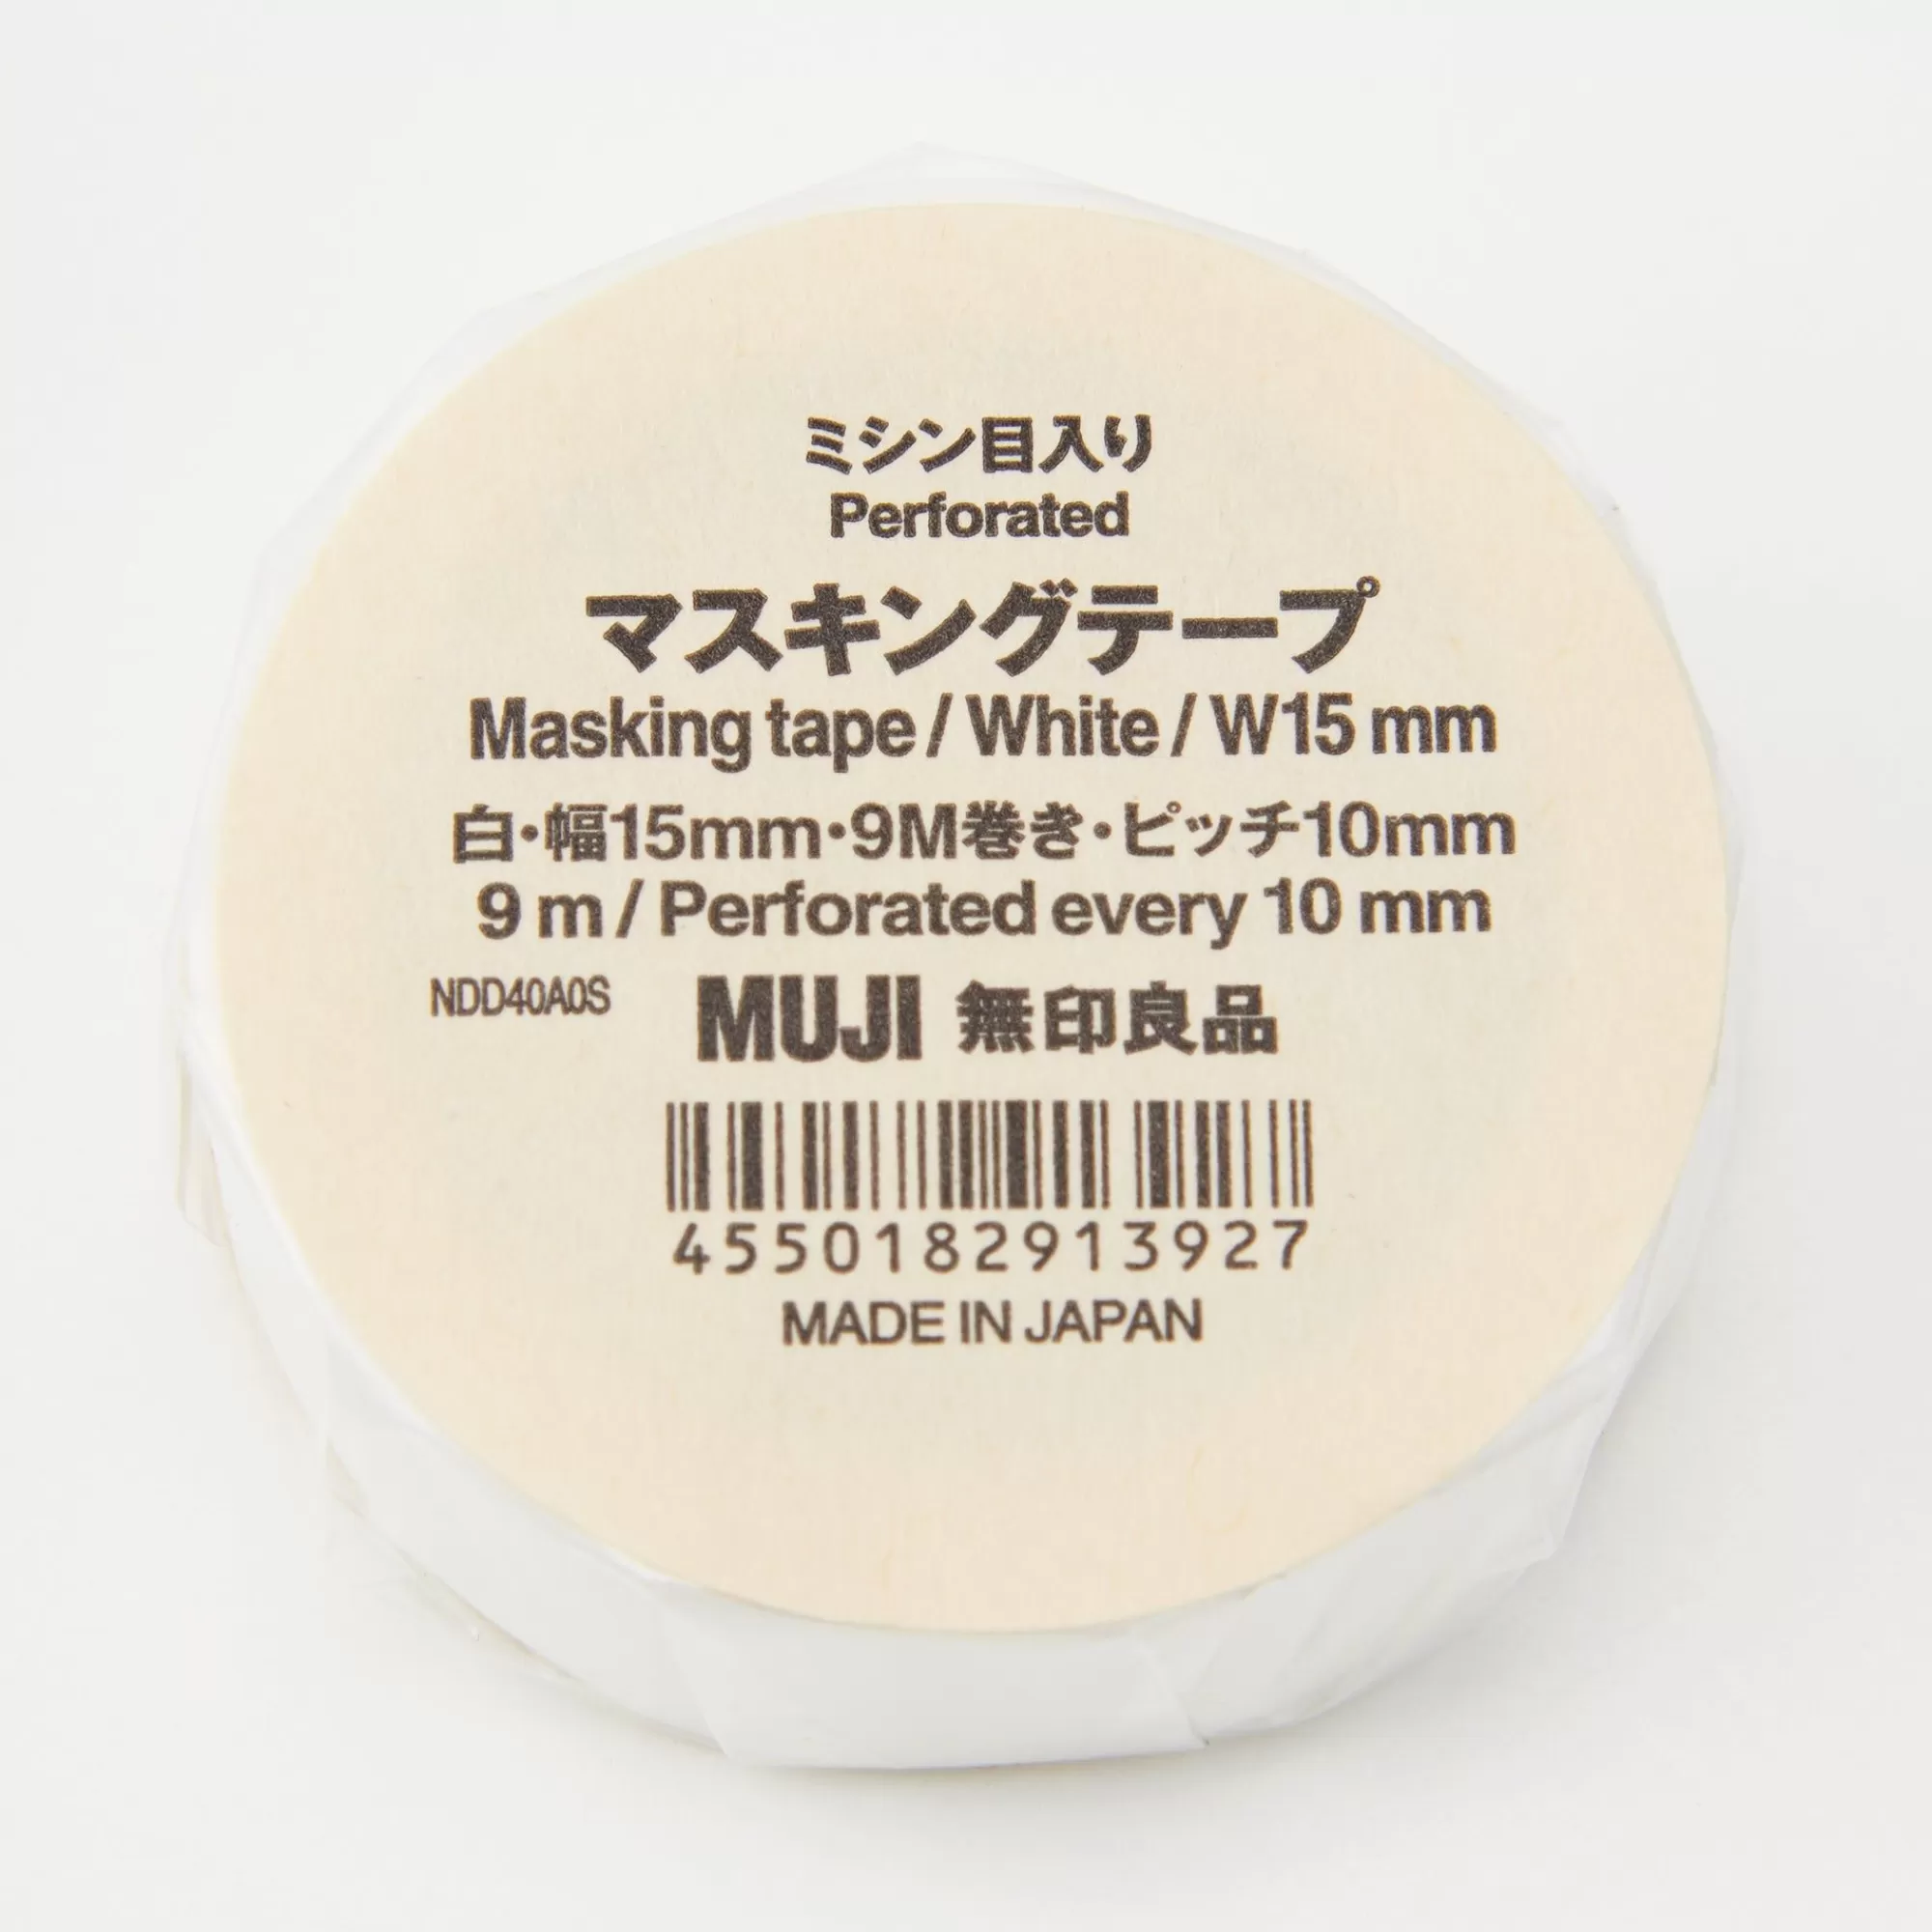 ミシン目入り
Perforated
マスキングテープ
Masking tape / White / W15 mm
白・幅15mm・9M巻き・ピッチ10mm
9 m / Perforated every 10 mm
NDD40A0S MUJI 無印良品
4550182913927
MADE IN JAPAN